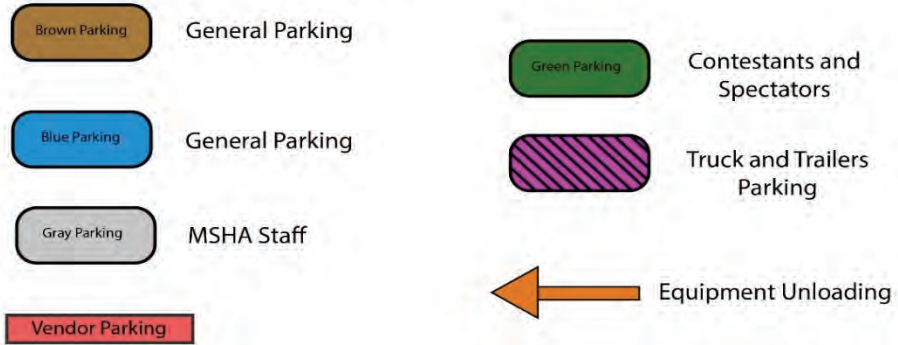 Brown Parking
General Parking
Blue Parking
General Parking
Gray Parking
MSHA Staff
Vendor Parking
Green Parking
Contestants and
Spectators
Truck and Trailers
Parking
Equipment Unloading